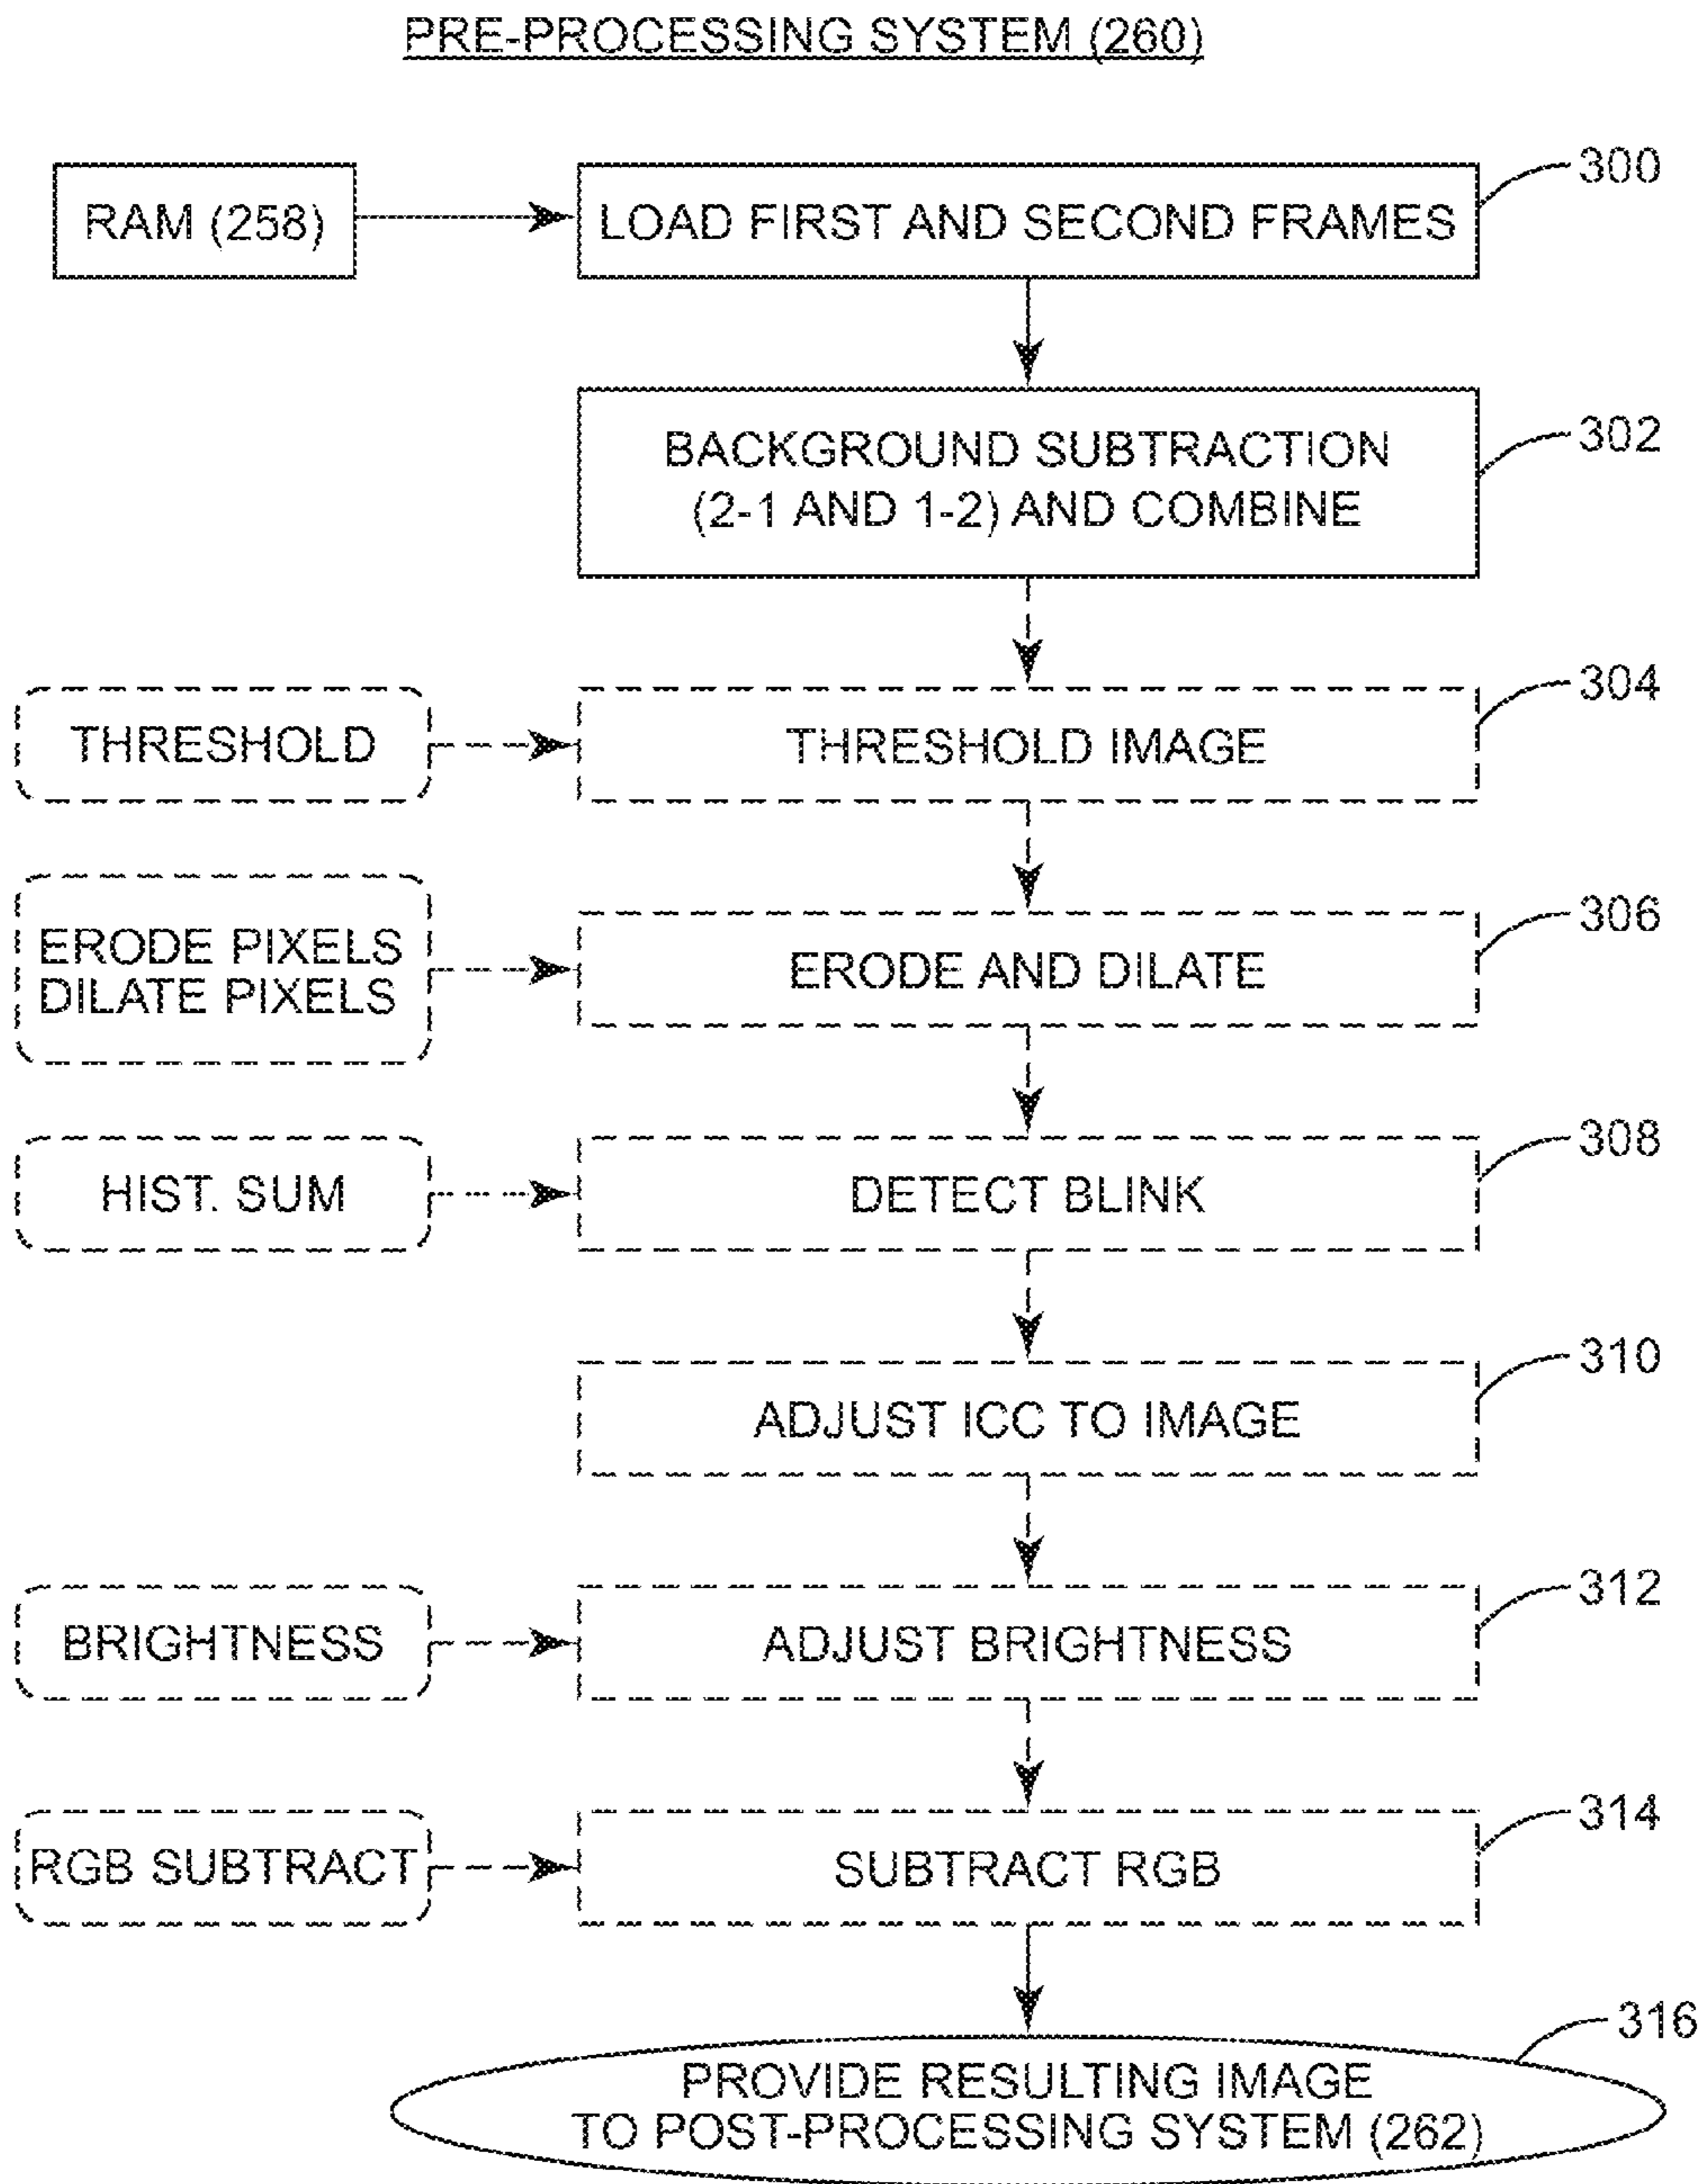 PRE-PROCESSING SYSTEM (260)
RAM (258)
LOAD FIRST AND SECOND FRAMES
300
BACKGROUND SUBTRACTION
(2-1 AND 1-2) AND COMBINE
302
THRESHOLD
THRESHOLD IMAGE
304
ERODE PIXELS
DILATE PIXELS
ERODE AND DILATE
306
HIST. SUM
DETECT BLINK
308
ADJUST ICC TO IMAGE
310
BRIGHTNESS
ADJUST BRIGHTNESS
312
RGB SUBTRACT
SUBTRACT RGB
314
PROVIDE RESULTING IMAGE
TO POST-PROCESSING SYSTEM (262)
316